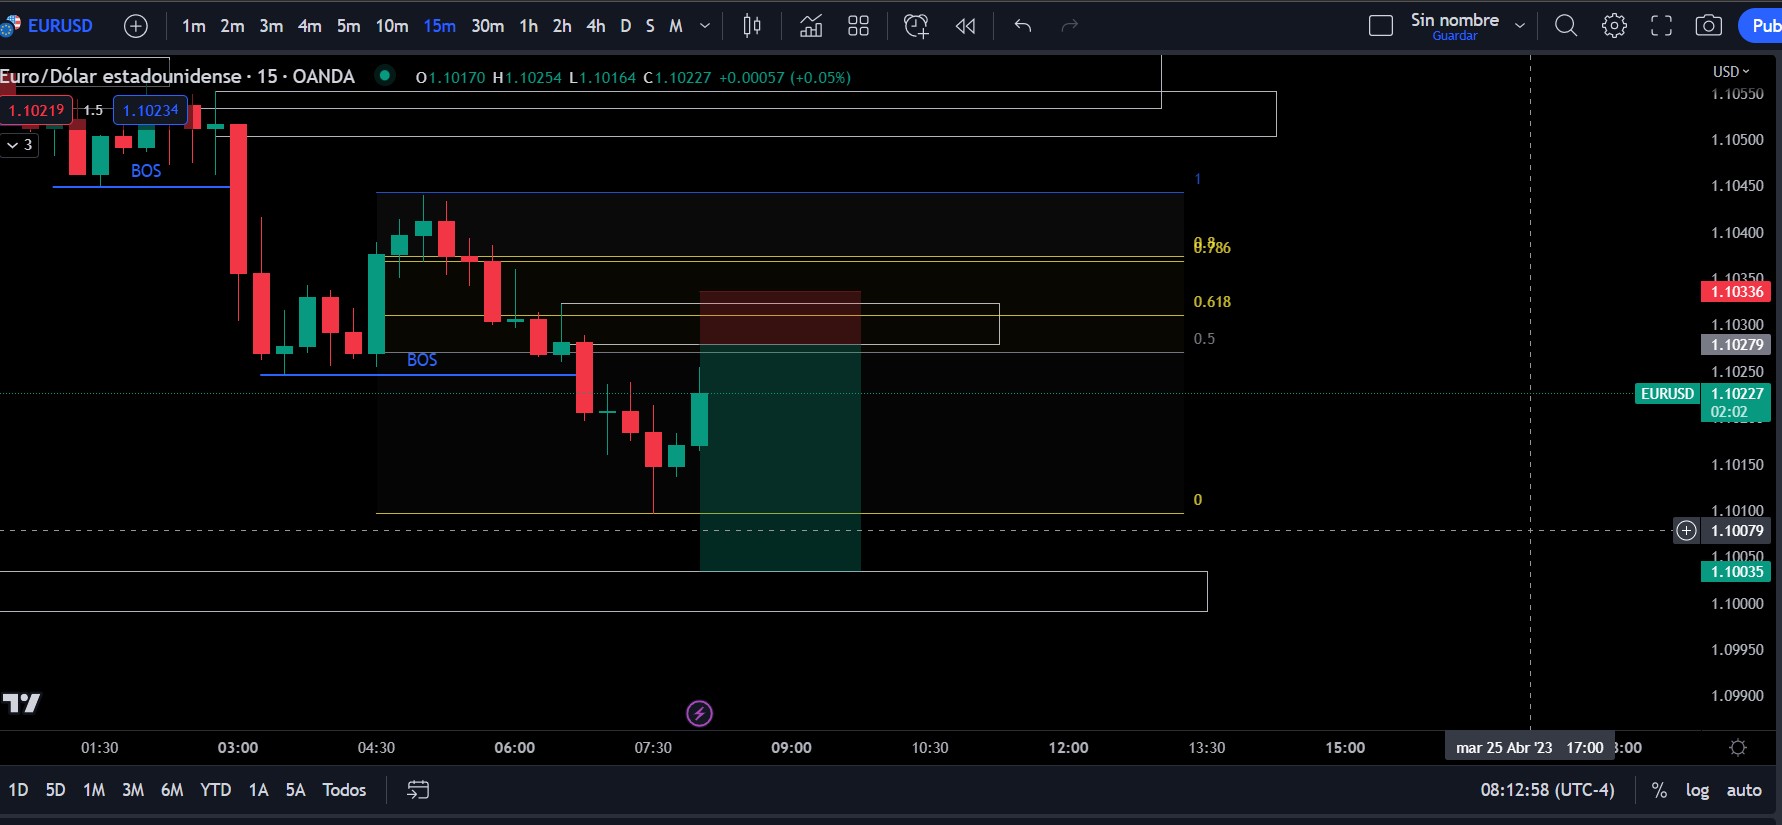 EURUSD 1m 2m 3m 4m 5m 10m 15m 30m 1h 2h 4h D S M Sin nombre Pub
Guardar
Euro/Dólar estadounidense · 15 · OANDA O1.10170 H1.10254 L1.10164 C1.10227 +0.00057 (+0.05%)
USD
1.10550
1.10219 1.5 1.10234
1.10500
3
BOS
1
1.10450
1.10400
0.8
0.786
1.10350
1.10336
0.618
1.10300
0.5
1.10279
BOS
1.10250
EURUSD 1.10227
02:02
1.10150
0
1.10100
1.10079
1.10050
1.10035
1.10000
1.09950
1.09900
01:30 03:00 04:30 06:00 07:30 09:00 10:30 12:00 13:30 15:00 mar 25 Abr '23 17:00 3:00
1D 5D 1M 3M 6M YTD 1A 5A Todos 08:12:58 (UTC-4) % log auto